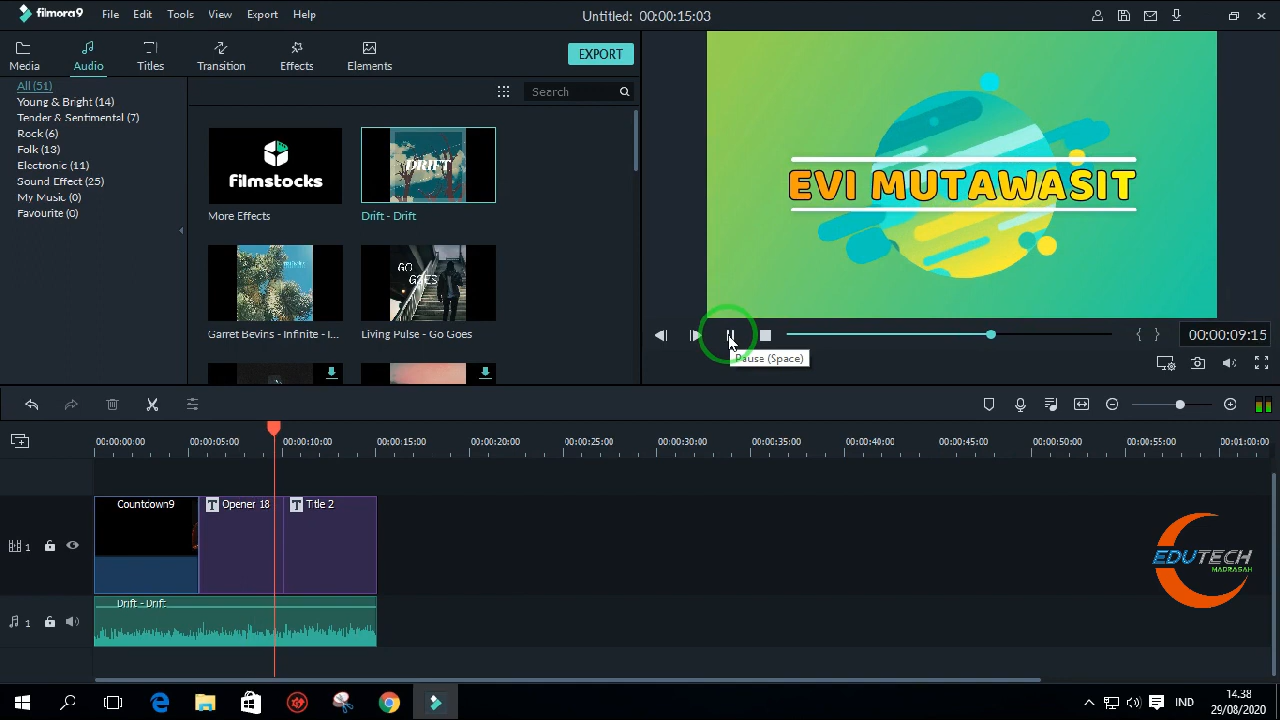 filmora9
File Edit Tools View Export Help
Untitled: 00:00:15:03
Media Audio Titles Transition Effects Elements
EXPORT
All (51)
Young & Bright (14)
Tender & Sentimental (7)
Rock (6)
Folk (13)
Electronic (11)
Sound Effect (25)
My Music (0)
Favourite (0)
Search
filmstocks
More Effects
DRIFT
Drift - Drift
Garret Bevins - Infinite - I...
GO
GOES
Living Pulse - Go Goes
EVI MUTAWASIT
00:00:09:15
Pause (Space)
00:00:00:00 00:00:05:00 00:00:10:00 00:00:15:00 00:00:20:00 00:00:25:00 00:00:30:00 00:00:35:00 00:00:40:00 00:00:45:00 00:00:50:00 00:00:55:00 00:01:00:00
Countdown9
T Opener 18
T Title 2
1
Drift - Drift
1
EDUTECH
MADRASAH
IND
14.38
29/08/2020